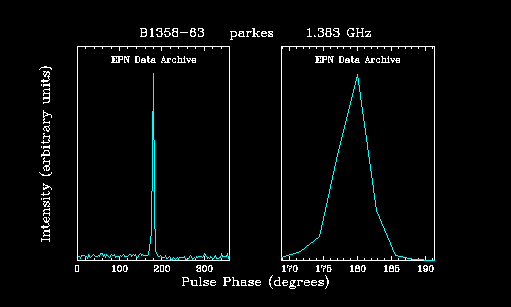 B1358-63 parkes 1.383 GHz
EPN Data Archive EPN Data Archive
Intensity (arbitrary units)
0 100 200 300 170 175 180 185 190
Pulse Phase (degrees)